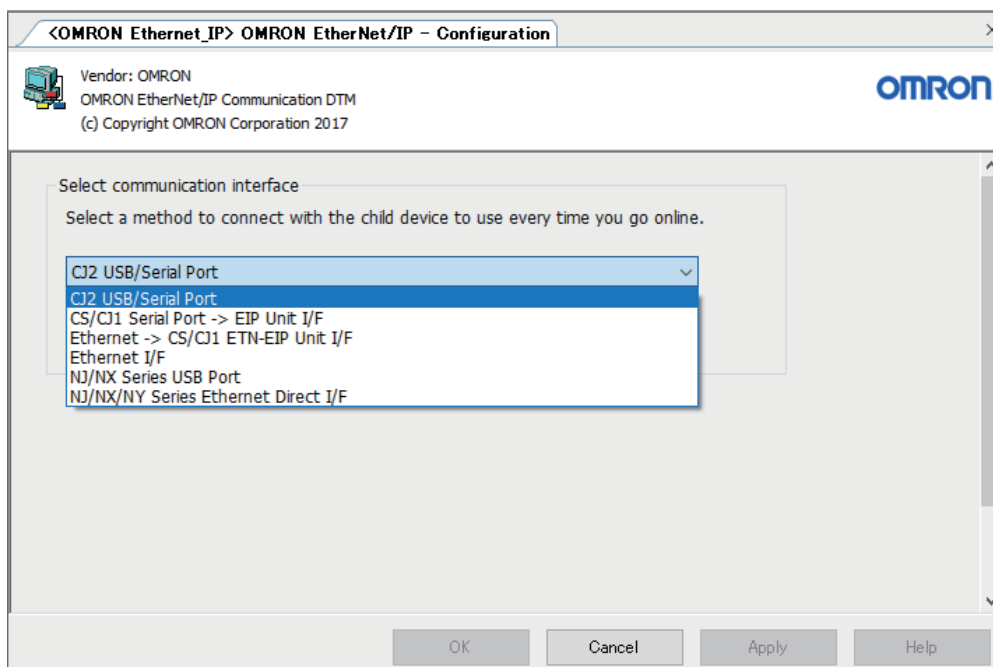 <OMRON Ethernet_IP> OMRON EtherNet/IP - Configuration
Vendor: OMRON
OMRON EtherNet/IP Communication DTM
(c) Copyright OMRON Corporation 2017
OMRON
Select communication interface
Select a method to connect with the child device to use every time you go online.
CJ2 USB/Serial Port
CJ2 USB/Serial Port
CS/CJ1 Serial Port -> EIP Unit I/F
Ethernet -> CS/CJ1 ETN-EIP Unit I/F
Ethernet I/F
NJ/NX Series USB Port
NJ/NX/NY Series Ethernet Direct I/F
OK
Cancel
Apply
Help